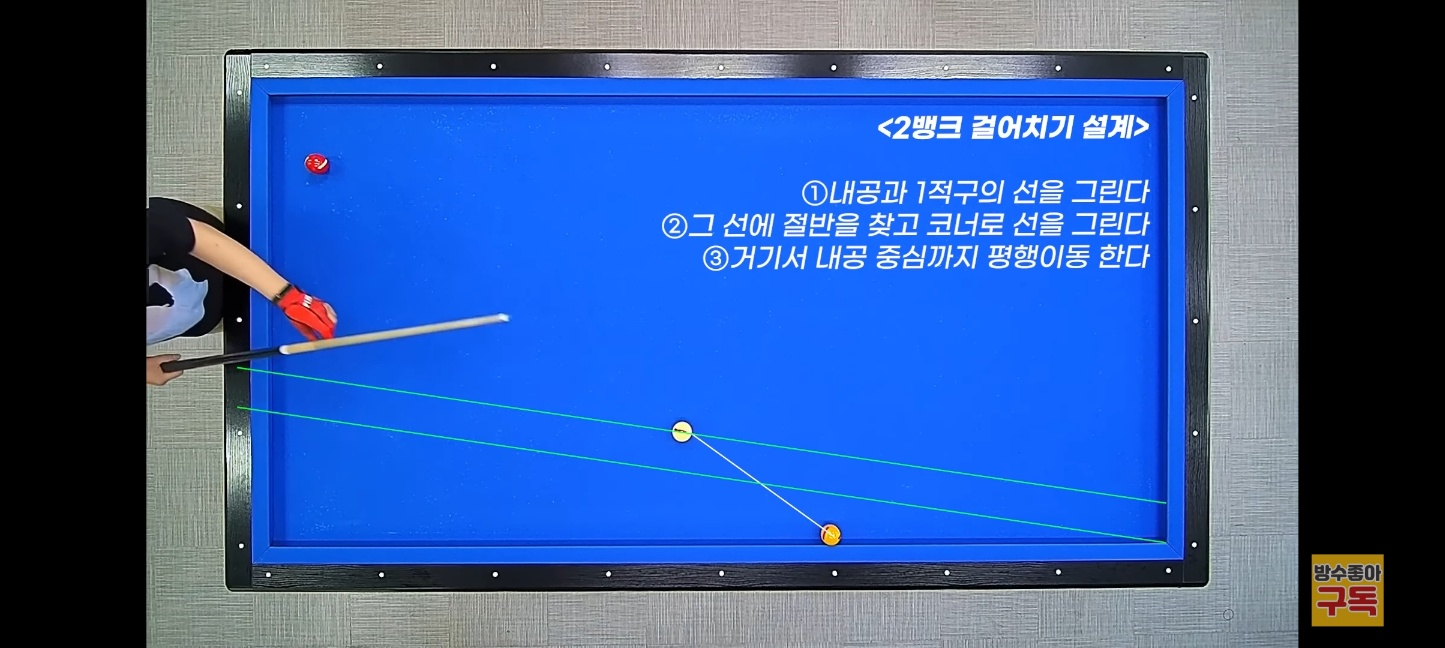 <2뱅크 걸어치기 설계>
①내공과 1적구의 선을 그린다
②그 선에 절반을 찾고 코너로 선을 그린다
③거기서 내공 중심까지 평행이동 한다
방수좋아
구독